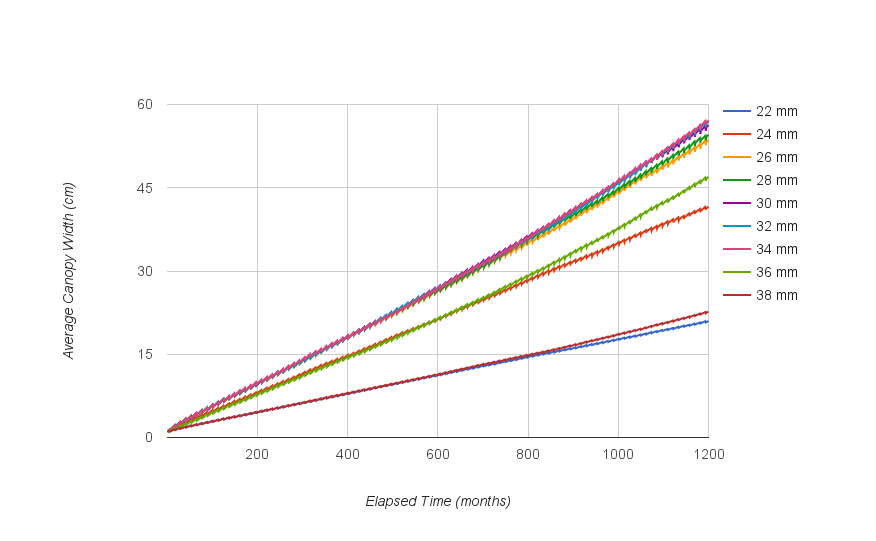 60
45
30
15
0
200 400 600 800 1000 1200
Average Canopy Width (cm)
Elapsed Time (months)
22 mm
24 mm
26 mm
28 mm
30 mm
32 mm
34 mm
36 mm
38 mm